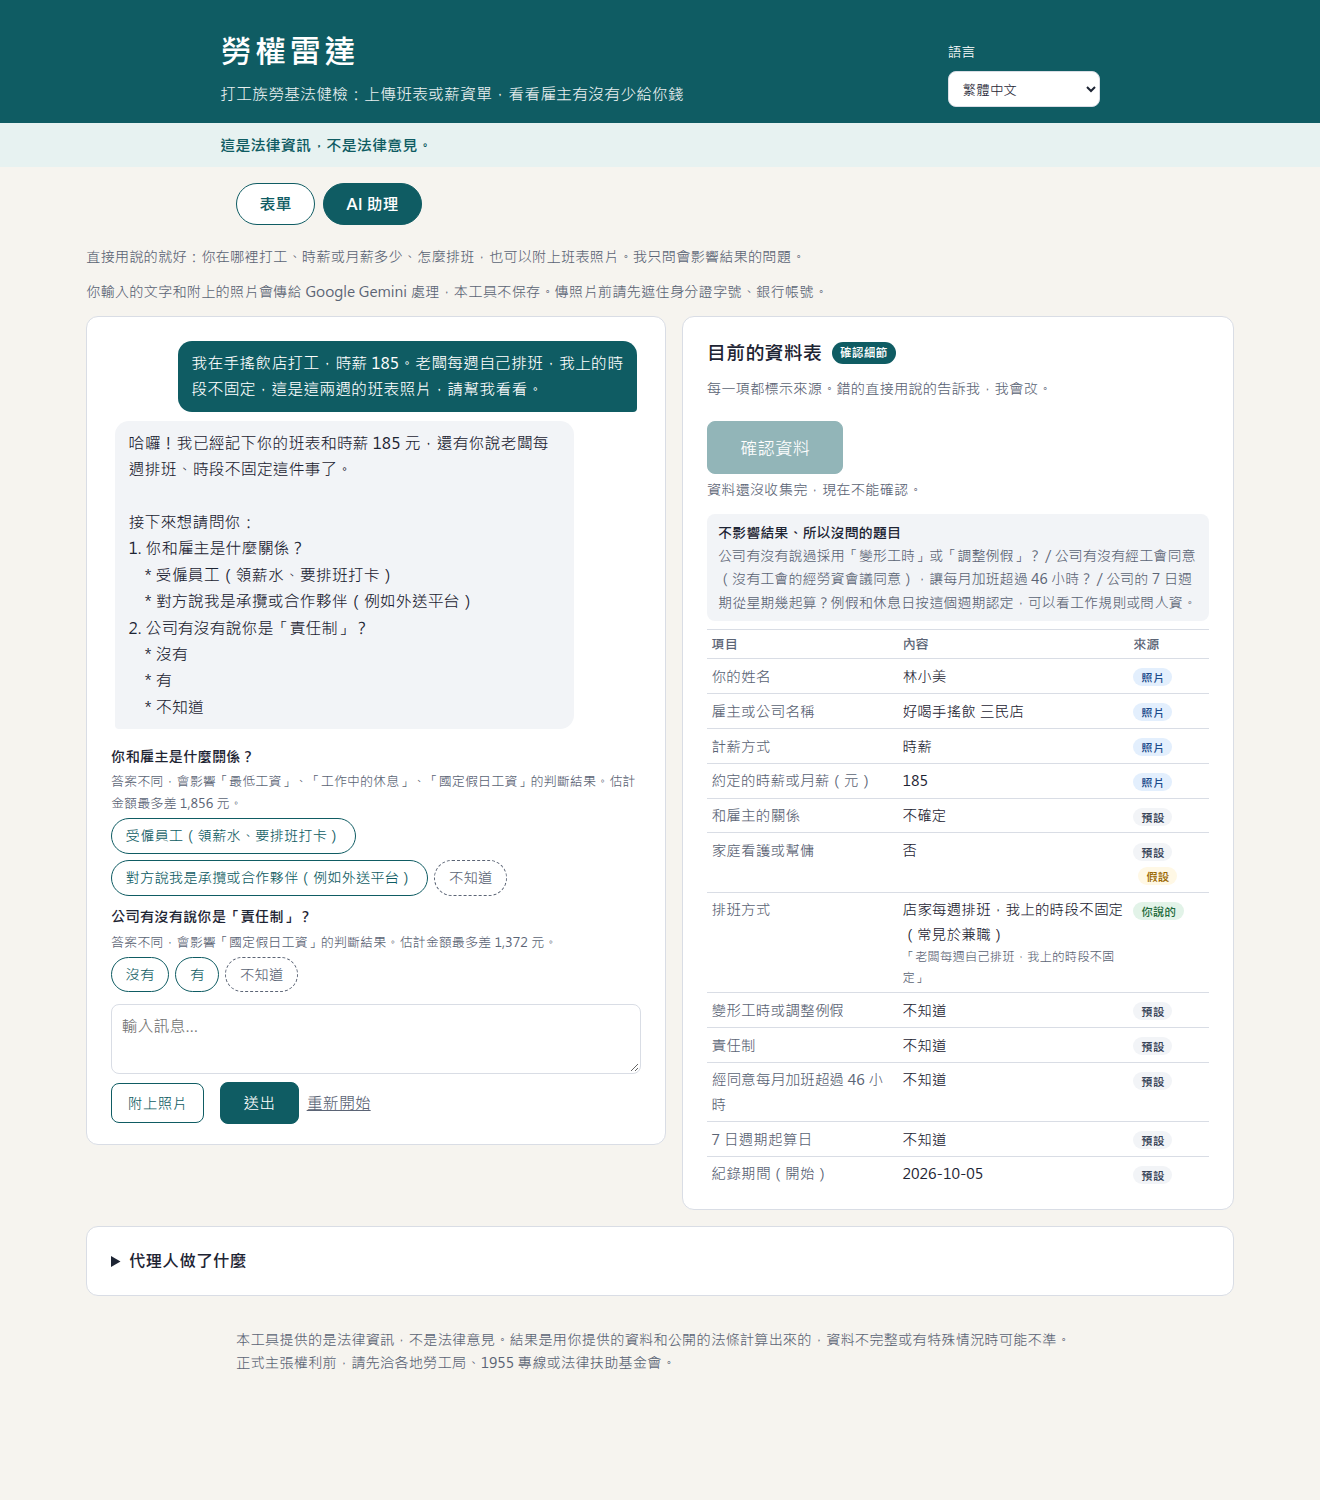 勞權雷達
打工族勞基法健檢：上傳班表或薪資單，看看雇主有沒有少給你錢
語言
繁體中文
這是法律資訊，不是法律意見。
表單
AI 助理
直接用說的就好：你在哪裡打工、時薪或月薪多少、怎麼排班，也可以附上班表照片。我只問會影響結果的問題。
你輸入的文字和附上的照片會傳給 Google Gemini 處理，本工具不保存。傳照片前請先遮住身分證字號、銀行帳號。
我在手搖飲店打工，時薪 185。老闆每週自己排班，我上的時
段不固定，這是這兩週的班表照片，請幫我看看。
哈囉！我已經記下你的班表和時薪 185 元，還有你說老闆每
週排班、時段不固定這件事了。
接下來想請問你：
1. 你和雇主是什麼關係？
* 受僱員工（領薪水、要排班打卡）
* 對方說我是承攬或合作夥伴（例如外送平台）
2. 公司有沒有說你是「責任制」？
* 沒有
* 有
* 不知道
你和雇主是什麼關係？
答案不同，會影響「最低工資」、「工作中的休息」、「國定假日工資」的判斷結果。估計
金額最多差 1,856 元。
受僱員工（領薪水、要排班打卡）
對方說我是承攬或合作夥伴（例如外送平台）
不知道
公司有沒有說你是「責任制」？
答案不同，會影響「國定假日工資」的判斷結果。估計金額最多差 1,372 元。
沒有
有
不知道
輸入訊息...
附上照片
送出
重新開始
目前的資料表
確認細節
每一項都標示來源。錯的直接用說的告訴我，我會改。
確認資料
資料還沒收集完，現在不能確認。
不影響結果、所以沒問的題目
公司有沒有說過採用「變形工時」或「調整例假」？ / 公司有沒有經工會同意
（沒有工會的經勞資會議同意），讓每月加班超過 46 小時？ / 公司的 7 日週
期從星期幾起算？例假和休息日按這個週期認定，可以看工作規則或問人資。
項目 內容 來源
你的姓名 林小美 照片
雇主或公司名稱 好喝手搖飲 三民店 照片
計薪方式 時薪 照片
約定的時薪或月薪（元） 185 照片
和雇主的關係 不確定 預設
家庭看護或幫傭 否 預設
假設
排班方式 店家每週排班，我上的時段不固定 你說的
（常見於兼職）
「老闆每週自己排班，我上的時段不固
定」
變形工時或調整例假 不知道 預設
責任制 不知道 預設
經同意每月加班超過 46 小 不知道 預設
時
7 日週期起算日 不知道 預設
紀錄期間（開始） 2026-10-05 預設
▶ 代理人做了什麼
本工具提供的是法律資訊，不是法律意見。結果是用你提供的資料和公開的法條計算出來的，資料不完整或有特殊情況時可能不準。
正式主張權利前，請先洽各地勞工局、1955 專線或法律扶助基金會。